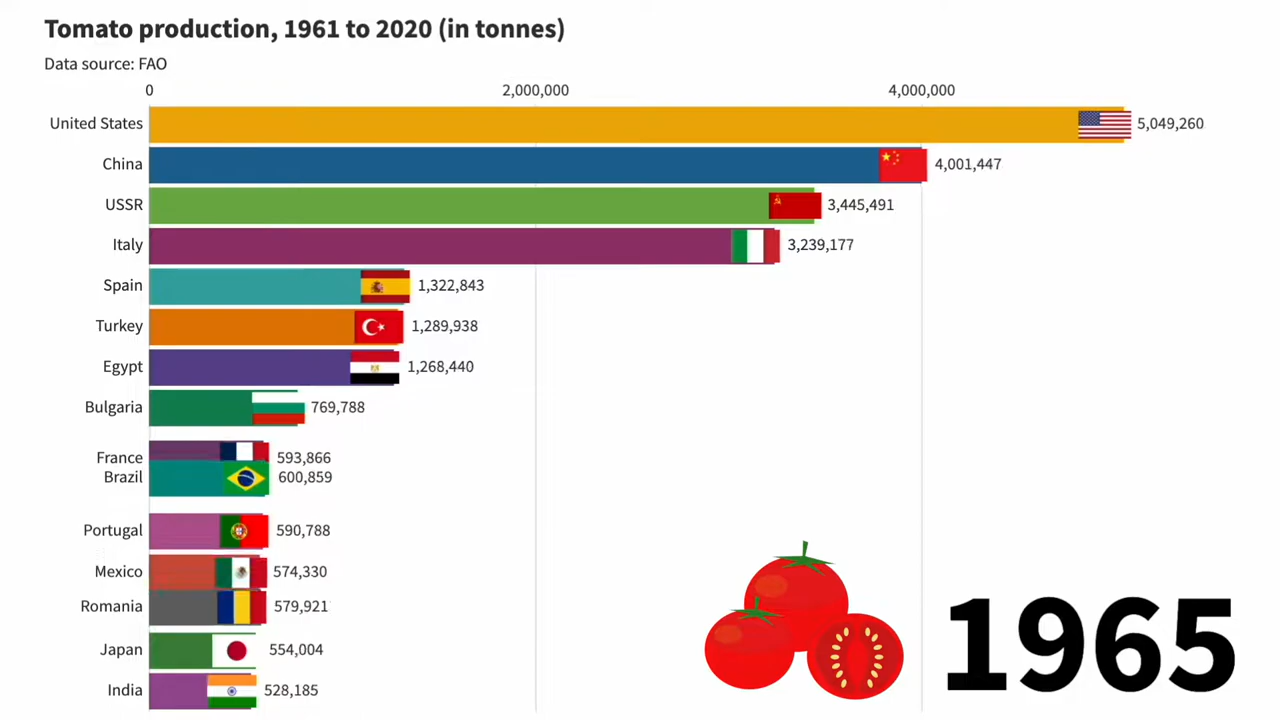 Tomato production, 1961 to 2020 (in tonnes)
Data source: FAO
0 2,000,000 4,000,000
United States 5,049,260
China 4,001,447
USSR 3,445,491
Italy 3,239,177
Spain 1,322,843
Turkey 1,289,938
Egypt 1,268,440
Bulgaria 769,788
France 593,866
Brazil 600,859
Portugal 590,788
Mexico 574,330
Romania 579,921
Japan 554,004
India 528,185
1965